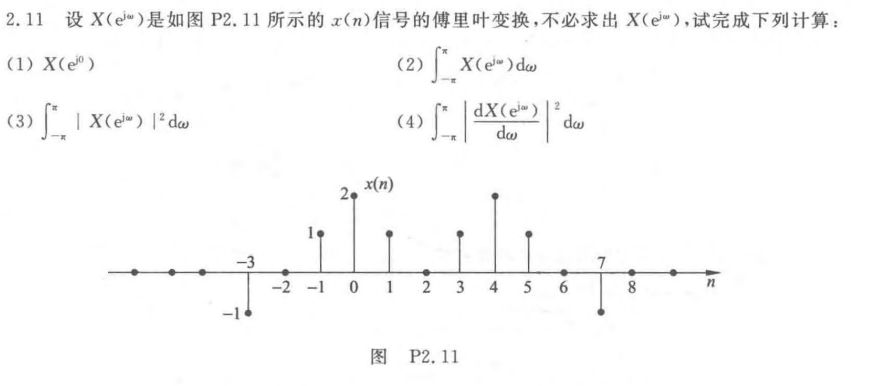 2.11 设 X(e^{jω})是如图 P2.11 所示的 x(n)信号的傅里叶变换,不必求出 X(e^{jω}),试完成下列计算:
(1) X(e^{j0}) (2) ∫_{-π}^{π} X(e^{jω})dω
(3) ∫_{-π}^{π} | X(e^{jω}) |² dω (4) ∫_{-π}^{π} | dX(e^{jω})/dω |² dω
2 x(n)
1
-3 7
-2 -1 0 1 2 3 4 5 6 8 n
-1
图 P2.11